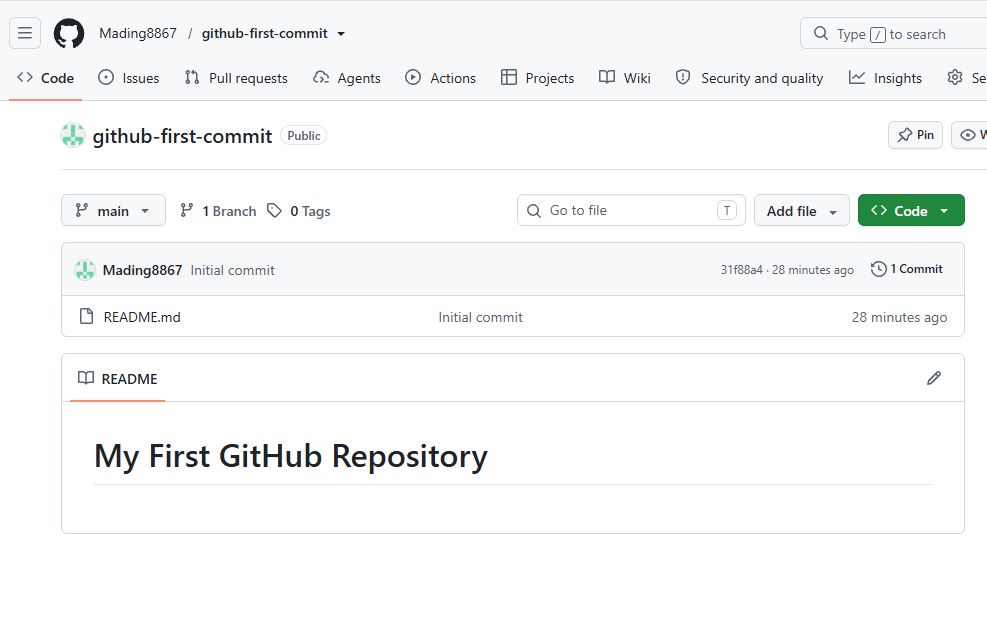 Mading8867 / github-first-commit
Type / to search
Code Issues Pull requests Agents Actions Projects Wiki Security and quality Insights Se
github-first-commit Public
Pin W
main 1 Branch 0 Tags
Go to file T Add file Code
Mading8867 Initial commit 31f88a4 · 28 minutes ago 1 Commit
README.md Initial commit 28 minutes ago
README
My First GitHub Repository